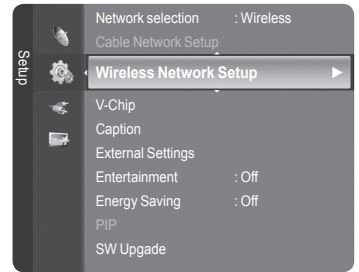 Setup
Network selection : Wireless
Cable Network Setup
Wireless Network Setup
V-Chip
Caption
External Settings
Entertainment : Off
Energy Saving : Off
PIP
SW Upgade